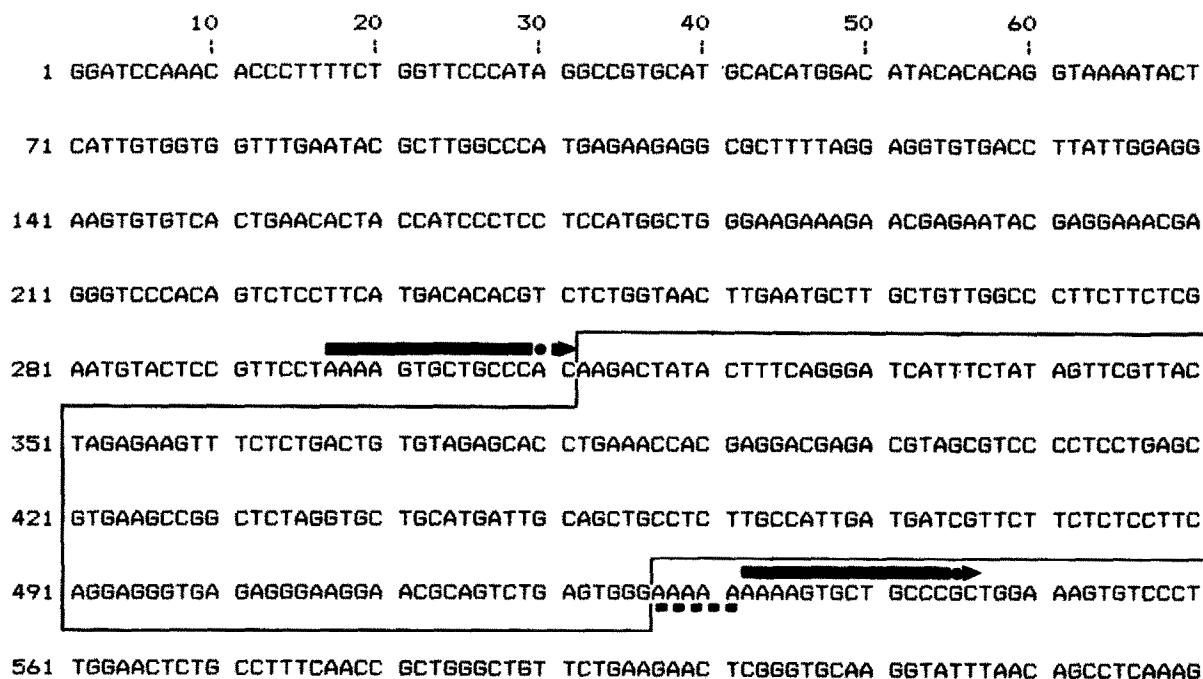 10 20 30 40 50 60
1 GGATCCAAAC ACCCTTTTCT GGTTCCCATA GGCCGTGCAT GCACATGGAC ATACACACAG GTAAAATACT
71 CATTGTGGTG GTTTGAATAC GCTTGGCCCA TGAGAAGAGG CGCTTTTAGG AGGTGTGACC TTATTGGAGG
141 AAGTGTGTCA CTGAACACTA CCATCCCTCC TCCATGGCTG GGAAGAAAGA ACGAGAATAC GAGGAAACGA
211 GGGTCCCACA GTCTCCTTCA TGACACACGT CTCTGGTAAC TTGAATGCTT GCTGTTGGCC CTTCTTCTCG
281 AATGTACTCC GTTCCTAAAA GTGCTGCCCA CAAGACTATA CTTTCAGGGA TCATTTCTAT AGTTCGTTAC
351 TAGAGAAGTT TCTCTGACTG TGTAGAGCAC CTGAAACCAC GAGGACGAGA CGTAGCGTCC CCTCCTGAGC
421 GTGAAGCCGG CTCTAGGTGC TGCATGATTG CAGCTGCCTC TTGCCATTGA TGATCGTTCT TCTCTCCTTC
491 AGGAGGGTGA GAGGGAAGGA ACGCAGTCTG AGTGGGAAAA AAAAAGTGCT GCCCGCTGGA AAGTGTCCCT
561 TGGAACTCTG CCTTTCAACC GCTGGGCTGT TCTGAAGAAC TCGGGTGCAA GGTATTTAAC AGCCTCAAAG